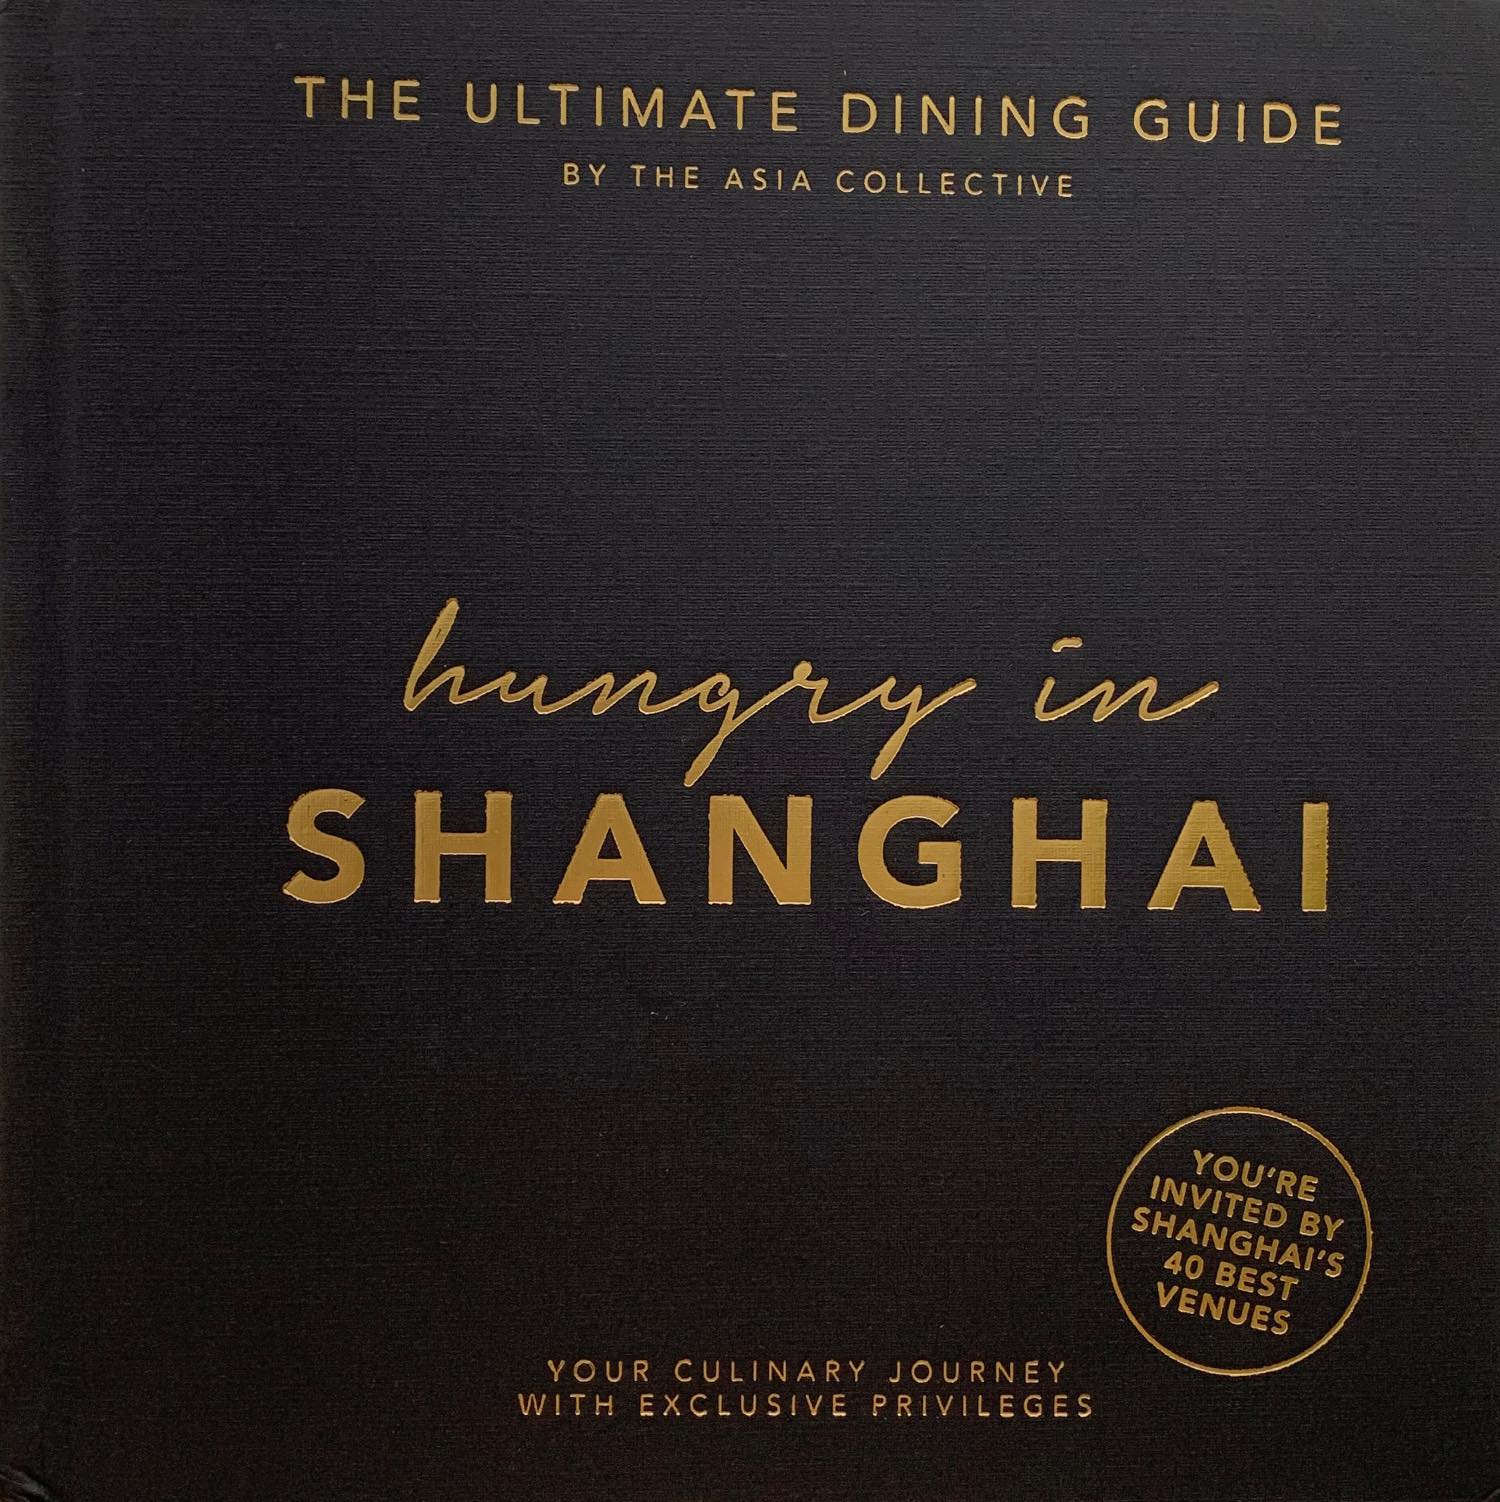 THE ULTIMATE DINING GUIDE
BY THE ASIA COLLECTIVE
hungry in
SHANGHAI
YOU'RE
INVITED BY
SHANGHAI'S
40 BEST
VENUES
YOUR CULINARY JOURNEY
WITH EXCLUSIVE PRIVILEGES